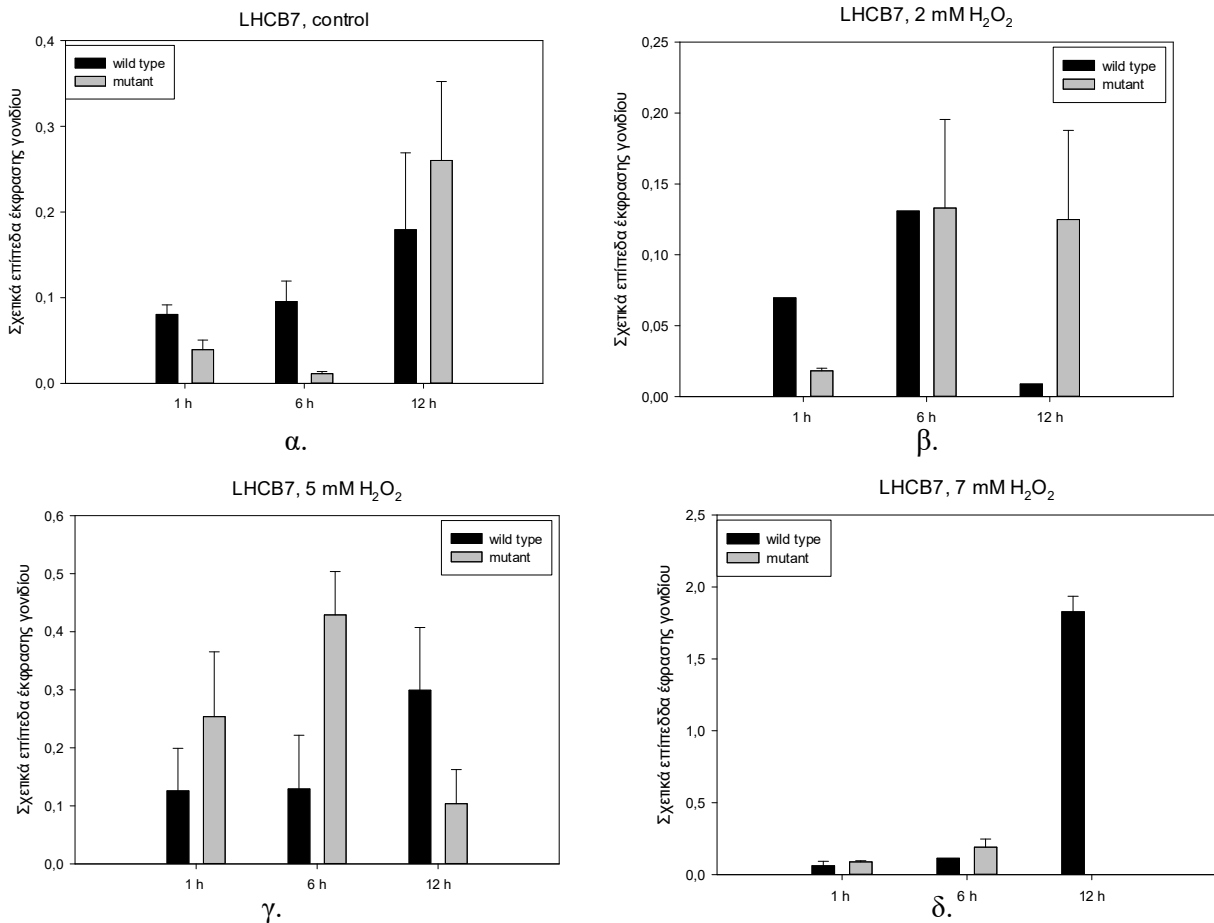 LHCB7, control
Σχετικά επίπεδα έκφρασης γονιδίου
0,4
0,3
0,2
0,1
0,0
wild type
mutant
1 h
6 h
12 h
α.
LHCB7, 2 mM H₂O₂
Σχετικά επίπεδα έκφρασης γονιδίου
0,25
0,20
0,15
0,10
0,05
0,00
wild type
mutant
1 h
6 h
12 h
β.
LHCB7, 5 mM H₂O₂
Σχετικά επίπεδα έκφρασης γονιδίου
0,6
0,5
0,4
0,3
0,2
0,1
0,0
wild type
mutant
1 h
6 h
12 h
γ.
LHCB7, 7 mM H₂O₂
Σχετικά επίπεδδα έφρασης γονιδίου
2,5
2,0
1,5
1,0
0,5
0,0
wild type
mutant
1 h
6 h
12 h
δ.